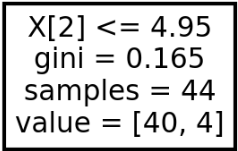 X[2] <= 4.95
gini = 0.165
samples = 44
value = [40, 4]